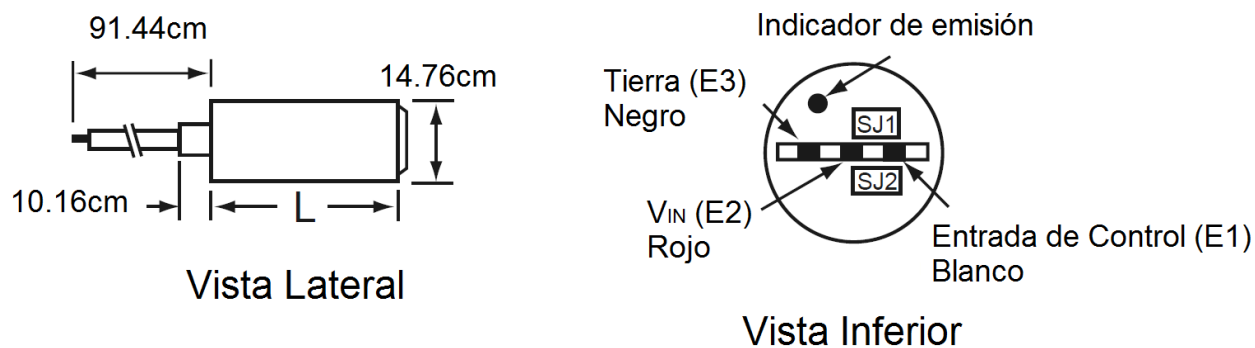 91.44cm
14.76cm
10.16cm
L
Vista Lateral
Indicador de emisión
Tierra (E3)
Negro
SJ1
SJ2
VIN (E2)
Rojo
Entrada de Control (E1)
Blanco
Vista Inferior